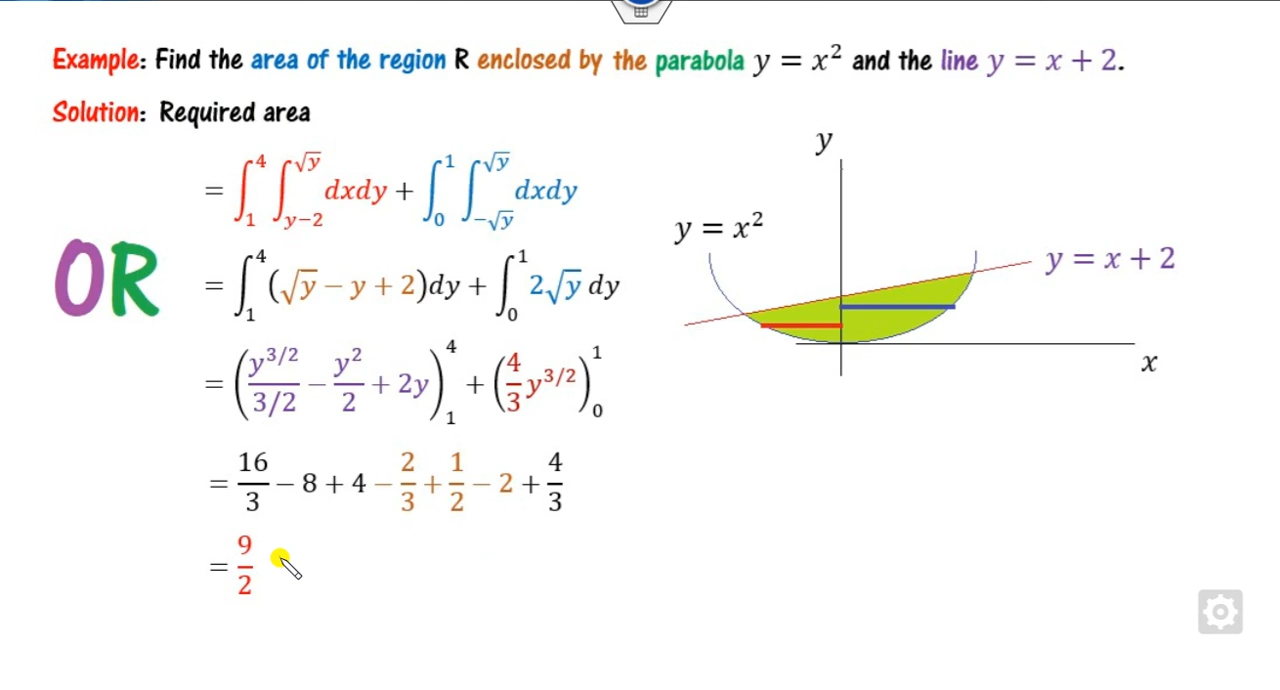 Example: Find the area of the region R enclosed by the parabola y = x² and the line y = x + 2.
Solution: Required area
= ∫₁⁴ ∫_{y−2}^{√y} dxdy + ∫₀¹ ∫_{−√y}^{√y} dxdy
OR
= ∫₁⁴ (√y − y + 2)dy + ∫₀¹ 2√y dy
= (y^{3/2}/(3/2) − y²/2 + 2y)₁⁴ + (4/3 y^{3/2})₀¹
= 16/3 − 8 + 4 − 2/3 + 1/2 − 2 + 4/3
= 9/2
y
y = x²
y = x + 2
x